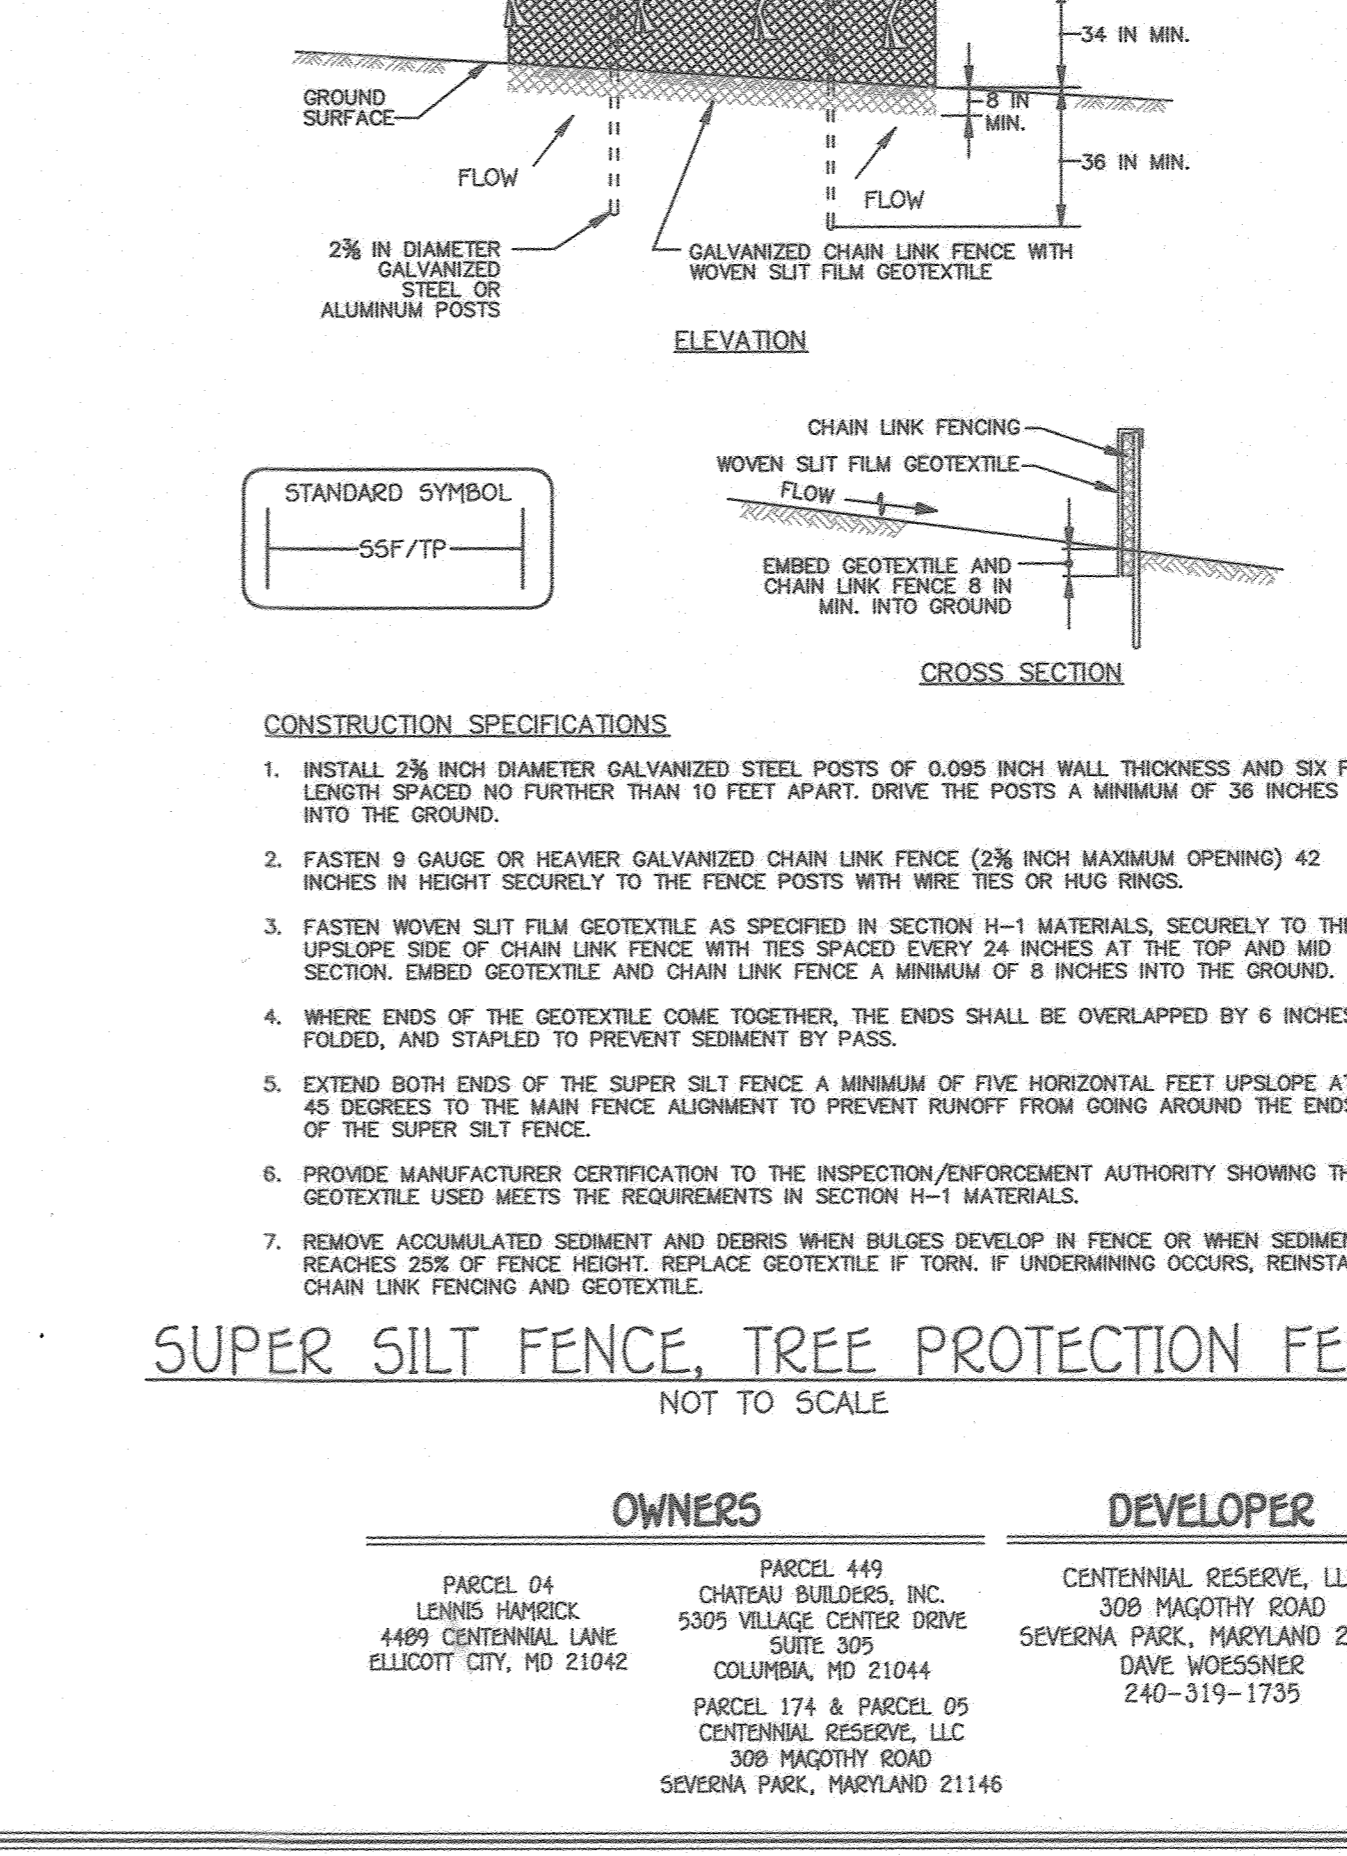 34 IN MIN.
GROUND
SURFACE
8 IN
MIN.
36 IN MIN.
FLOW
FLOW
2⅜ IN DIAMETER
GALVANIZED
STEEL OR
ALUMINUM POSTS
GALVANIZED CHAIN LINK FENCE WITH
WOVEN SLIT FILM GEOTEXTILE
ELEVATION
CHAIN LINK FENCING
WOVEN SLIT FILM GEOTEXTILE
FLOW
STANDARD SYMBOL
SSF/TP
EMBED GEOTEXTILE AND
CHAIN LINK FENCE 8 IN
MIN. INTO GROUND
CROSS SECTION
CONSTRUCTION SPECIFICATIONS
1. INSTALL 2⅜ INCH DIAMETER GALVANIZED STEEL POSTS OF 0.095 INCH WALL THICKNESS AND SIX F
LENGTH SPACED NO FURTHER THAN 10 FEET APART. DRIVE THE POSTS A MINIMUM OF 36 INCHES
INTO THE GROUND.
2. FASTEN 9 GAUGE OR HEAVIER GALVANIZED CHAIN LINK FENCE (2⅜ INCH MAXIMUM OPENING) 42
INCHES IN HEIGHT SECURELY TO THE FENCE POSTS WITH WIRE TIES OR HUG RINGS.
3. FASTEN WOVEN SLIT FILM GEOTEXTILE AS SPECIFIED IN SECTION H-1 MATERIALS, SECURELY TO THE
UPSLOPE SIDE OF CHAIN LINK FENCE WITH TIES SPACED EVERY 24 INCHES AT THE TOP AND MID
SECTION. EMBED GEOTEXTILE AND CHAIN LINK FENCE A MINIMUM OF 8 INCHES INTO THE GROUND.
4. WHERE ENDS OF THE GEOTEXTILE COME TOGETHER, THE ENDS SHALL BE OVERLAPPED BY 6 INCHES
FOLDED, AND STAPLED TO PREVENT SEDIMENT BY PASS.
5. EXTEND BOTH ENDS OF THE SUPER SILT FENCE A MINIMUM OF FIVE HORIZONTAL FEET UPSLOPE AT
45 DEGREES TO THE MAIN FENCE ALIGNMENT TO PREVENT RUNOFF FROM GOING AROUND THE ENDS
OF THE SUPER SILT FENCE.
6. PROVIDE MANUFACTURER CERTIFICATION TO THE INSPECTION/ENFORCEMENT AUTHORITY SHOWING TH
GEOTEXTILE USED MEETS THE REQUIREMENTS IN SECTION H-1 MATERIALS.
7. REMOVE ACCUMULATED SEDIMENT AND DEBRIS WHEN BULGES DEVELOP IN FENCE OR WHEN SEDIMEN
REACHES 25% OF FENCE HEIGHT. REPLACE GEOTEXTILE IF TORN. IF UNDERMINING OCCURS, REINSTA
CHAIN LINK FENCING AND GEOTEXTILE.
SUPER SILT FENCE, TREE PROTECTION FE
NOT TO SCALE
OWNERS
PARCEL 04
LENNIS HAMRICK
4489 CENTENNIAL LANE
ELLICOTT CITY, MD 21042
PARCEL 449
CHATEAU BUILDERS, INC.
5305 VILLAGE CENTER DRIVE
SUITE 305
COLUMBIA, MD 21044
PARCEL 174 & PARCEL 05
CENTENNIAL RESERVE, LLC
308 MAGOTHY ROAD
SEVERNA PARK, MARYLAND 21146
DEVELOPER
CENTENNIAL RESERVE, LL
308 MAGOTHY ROAD
SEVERNA PARK, MARYLAND 2
DAVE WOESSNER
240-319-1735